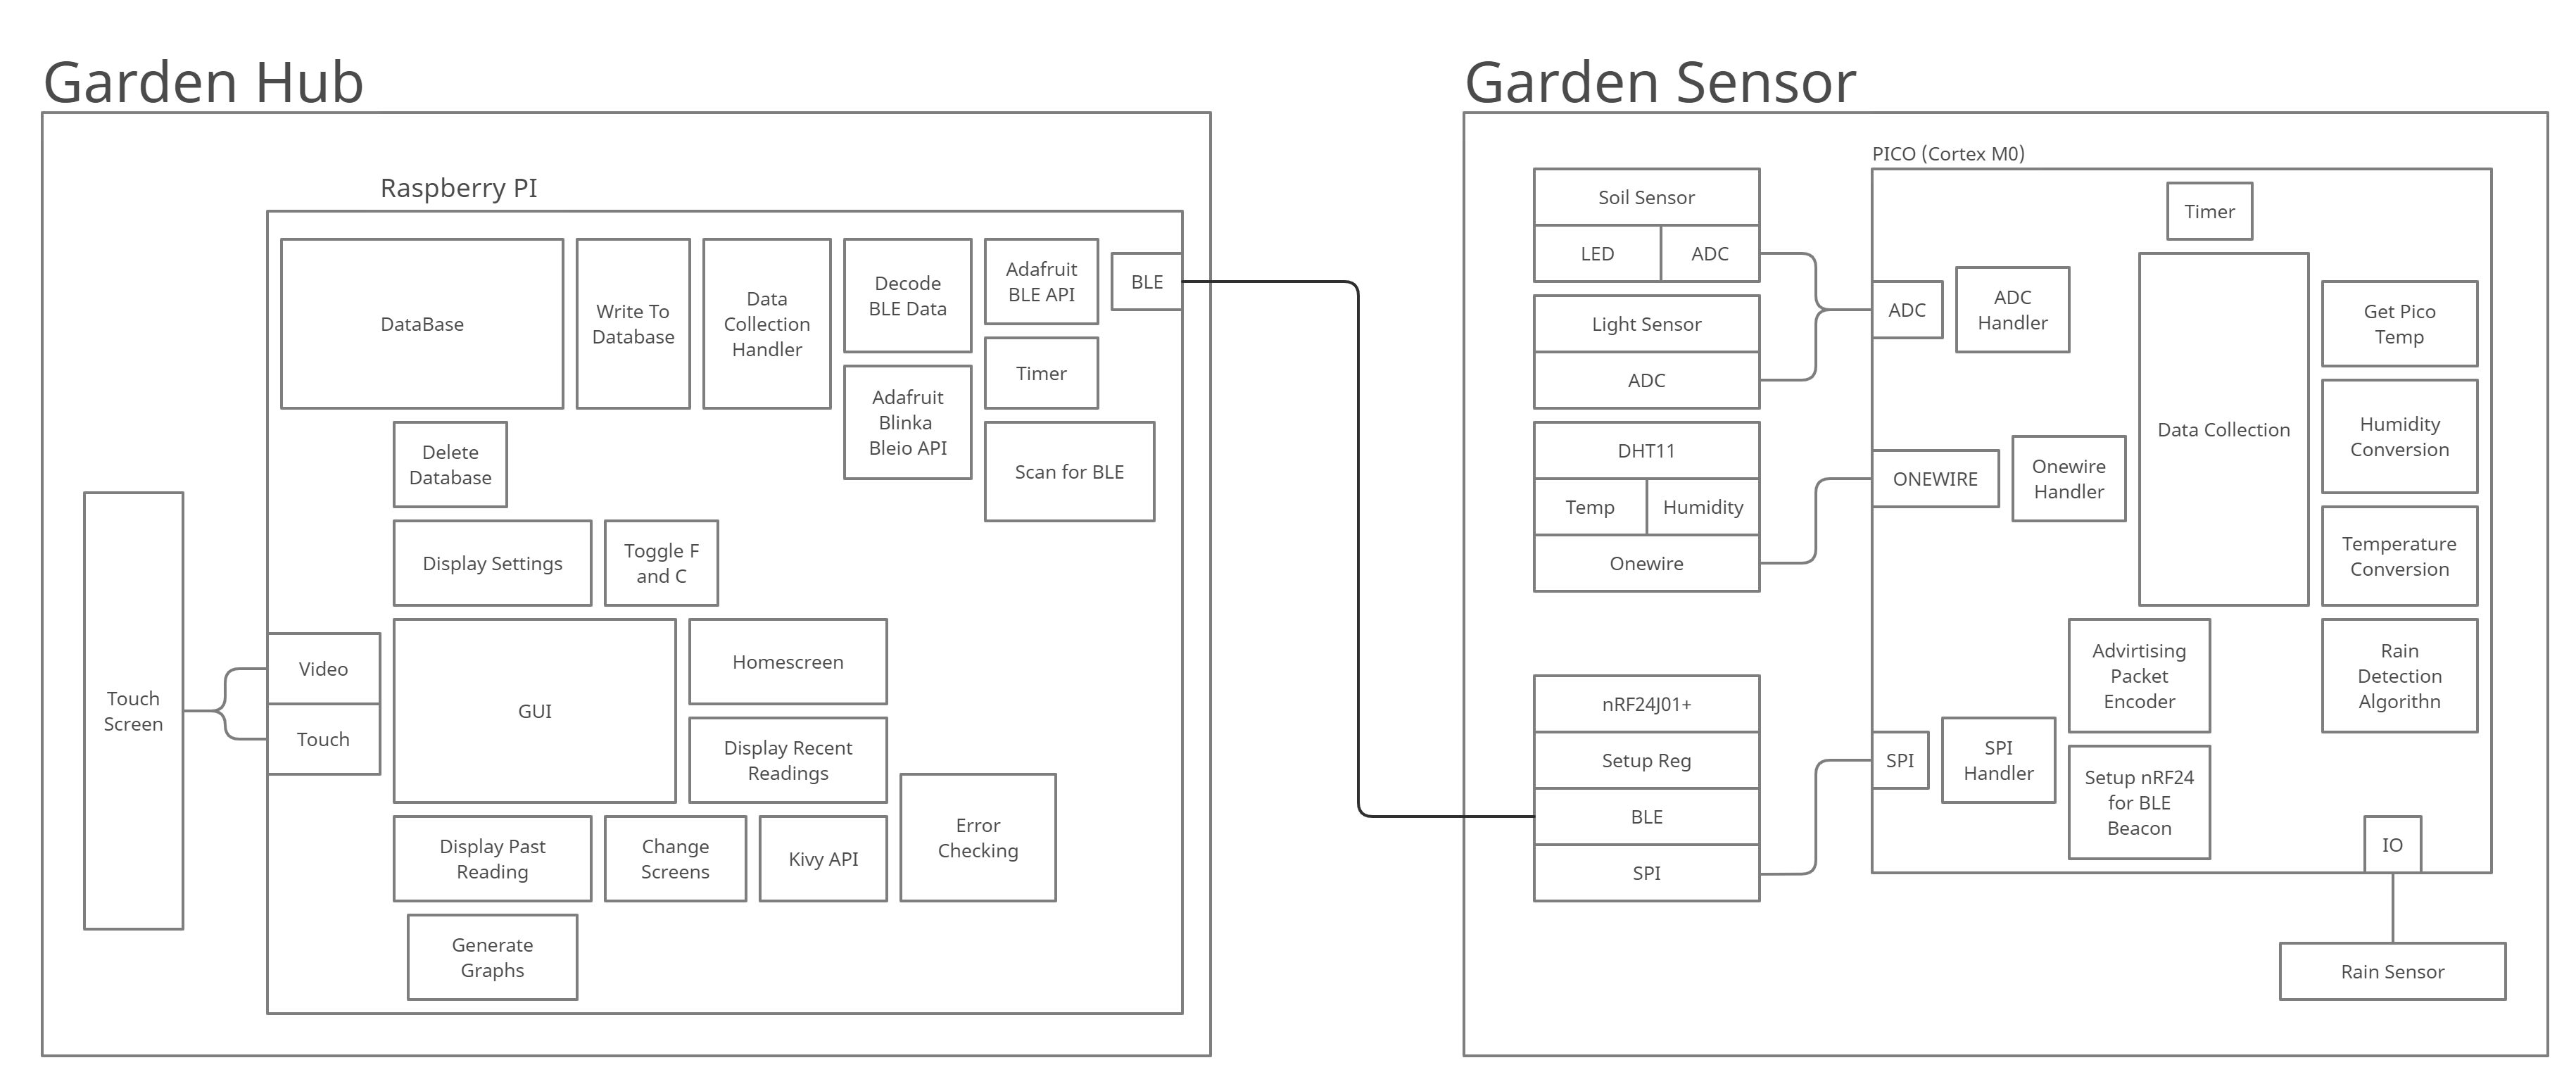 Garden Hub
Raspberry PI
DataBase
Write To
Database
Data
Collection
Handler
Decode
BLE Data
Adafruit
BLE API
BLE
Timer
Adafruit
Blinka
Bleio API
Scan for BLE
Delete
Database
Display Settings
Toggle F
and C
Touch
Screen
Video
Touch
GUI
Homescreen
Display Recent
Readings
Error
Checking
Display Past
Reading
Change
Screens
Kivy API
Generate
Graphs
Garden Sensor
Soil Sensor
LED
ADC
Light Sensor
ADC
DHT11
Temp
Humidity
Onewire
nRF24J01+
Setup Reg
BLE
SPI
PICO (Cortex M0)
Timer
ADC
ADC
Handler
Data Collection
Get Pico
Temp
Humidity
Conversion
ONEWIRE
Onewire
Handler
Temperature
Conversion
Advirtising
Packet
Encoder
Rain
Detection
Algorithn
SPI
SPI
Handler
Setup nRF24
for BLE
Beacon
IO
Rain Sensor